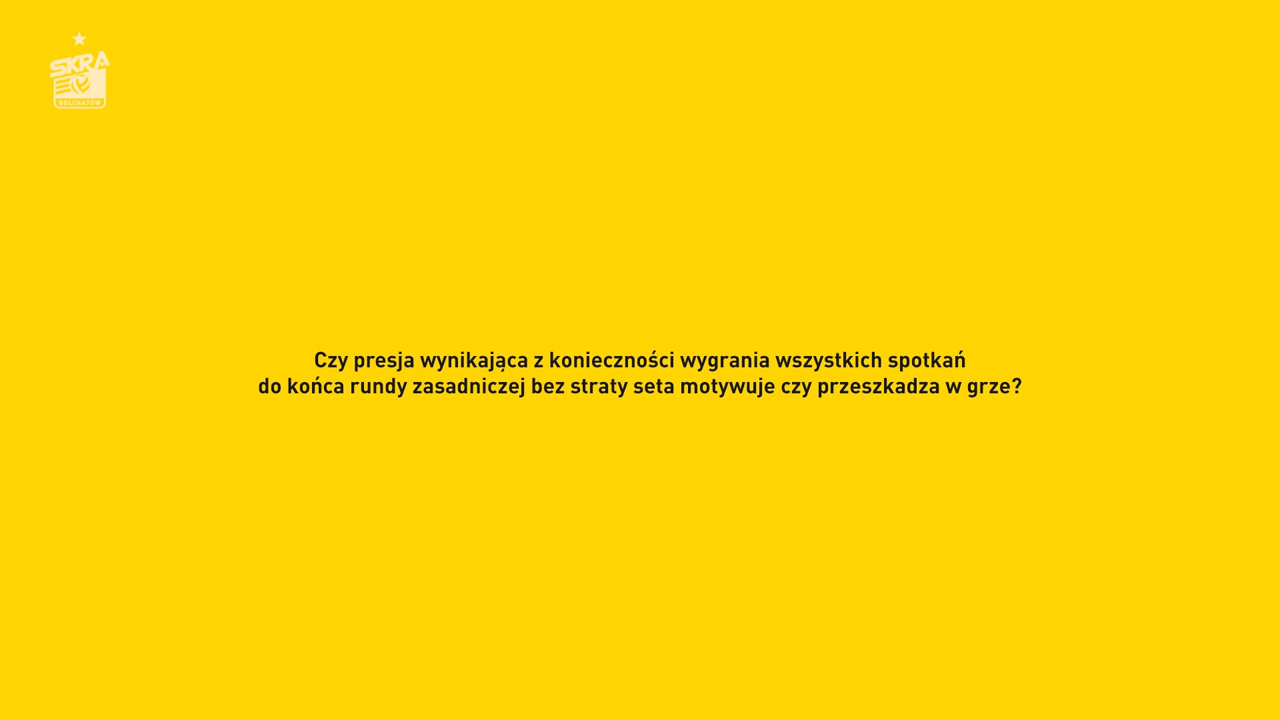 SKRA
BEŁCHATÓW
Czy presja wynikająca z konieczności wygrania wszystkich spotkań
do końca rundy zasadniczej bez straty seta motywuje czy przeszkadza w grze?